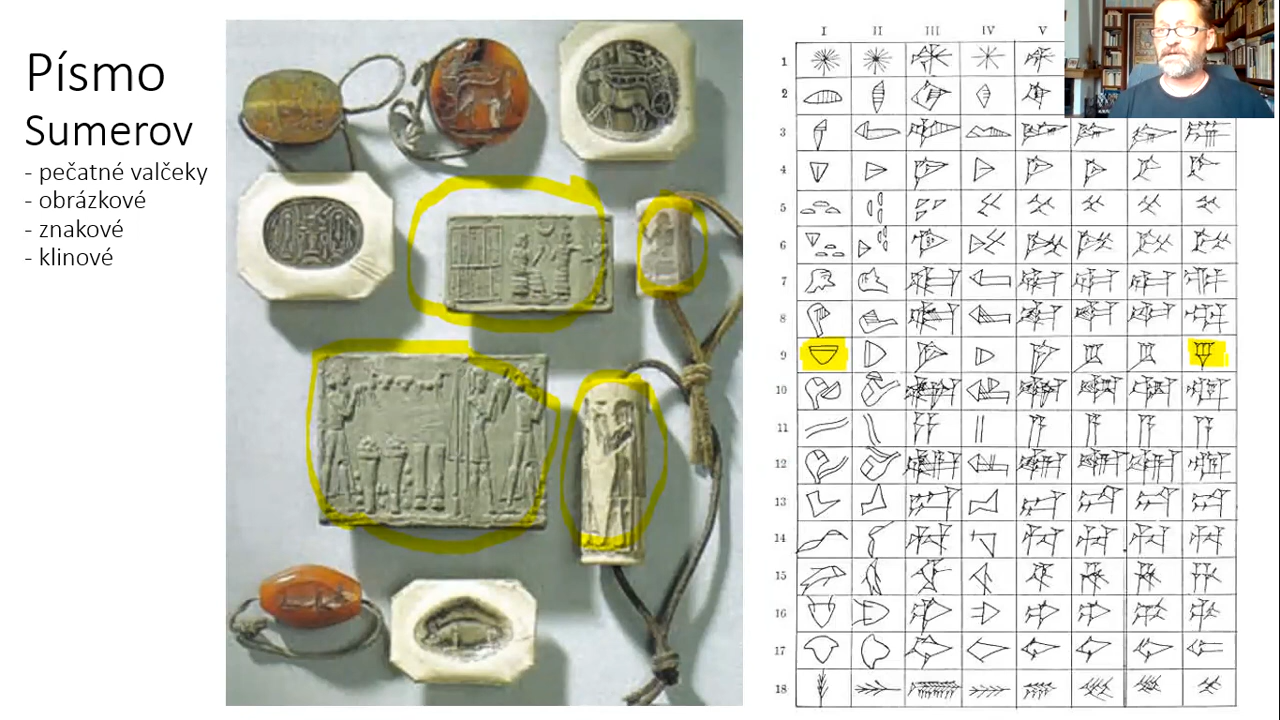 Písmo
Sumerov
- pečatné valčeky
- obrázkové
- znakové
- klinové
I II III IV V
1
2
3
4
5
6
7
8
9
10
11
12
13
14
15
16
17
18